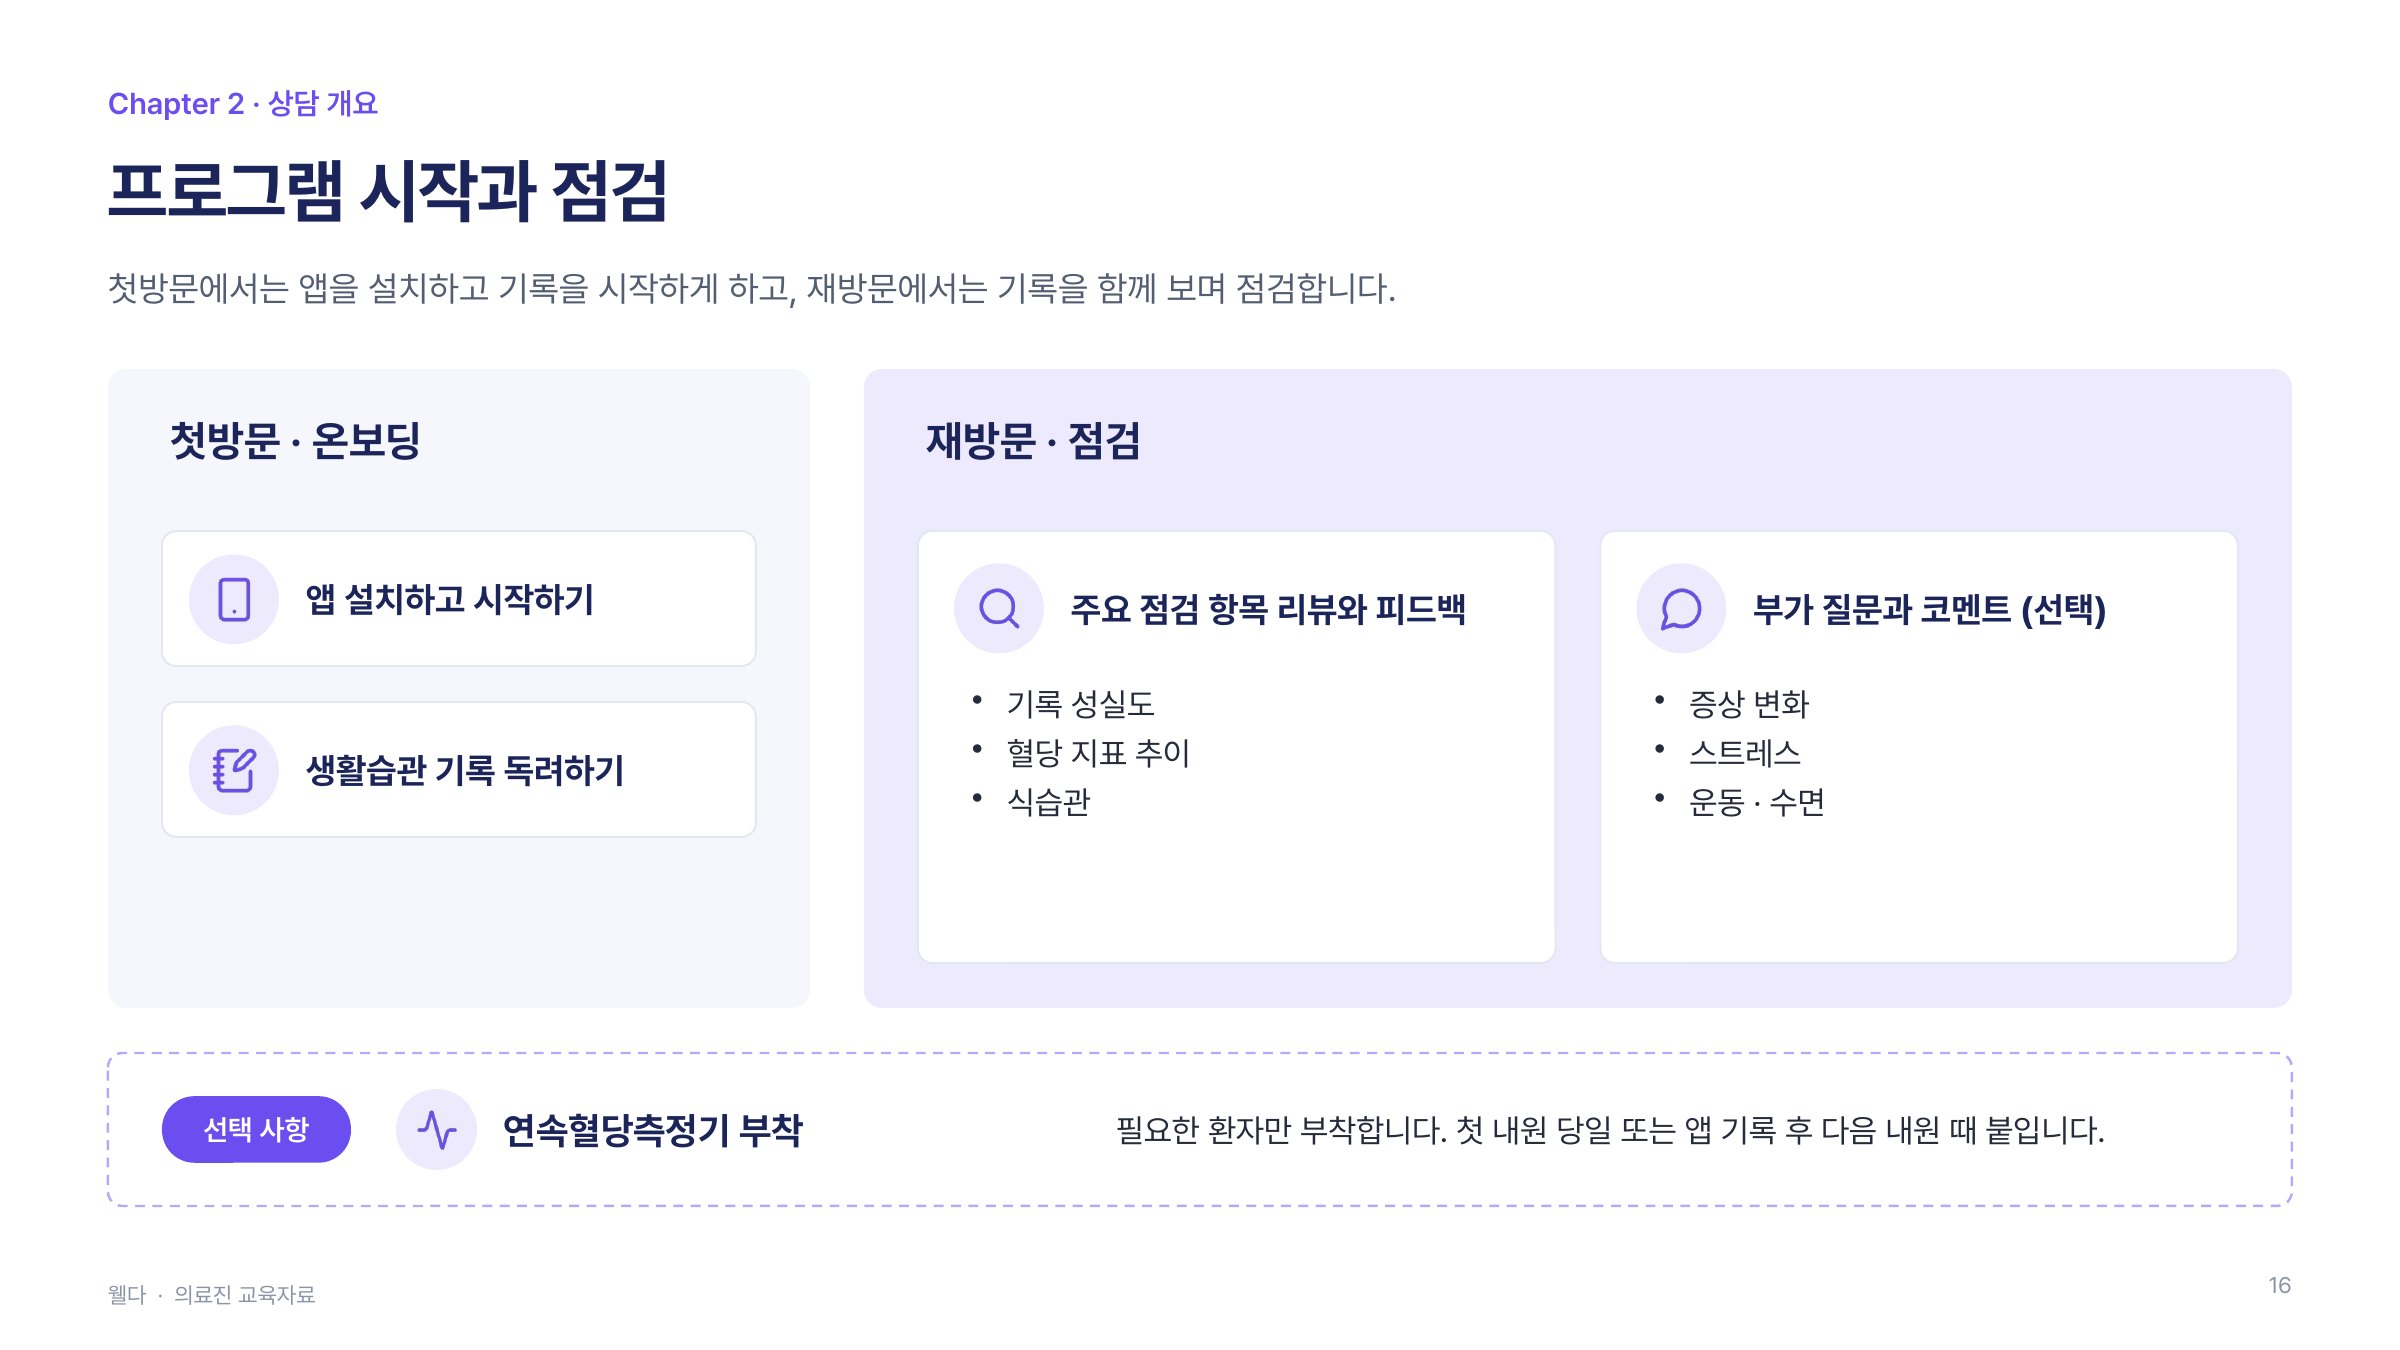 Chapter 2 · 상담 개요
프로그램 시작과 점검
첫방문에서는 앱을 설치하고 기록을 시작하게 하고, 재방문에서는 기록을 함께 보며 점검합니다.
첫방문 · 온보딩
앱 설치하고 시작하기
생활습관 기록 독려하기
재방문 · 점검
주요 점검 항목 리뷰와 피드백
• 기록 성실도
• 혈당 지표 추이
• 식습관
부가 질문과 코멘트 (선택)
• 증상 변화
• 스트레스
• 운동 · 수면
선택 사항
연속혈당측정기 부착
필요한 환자만 부착합니다. 첫 내원 당일 또는 앱 기록 후 다음 내원 때 붙입니다.
웰다 · 의료진 교육자료
16